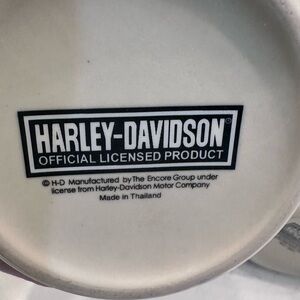 HARLEY-DAVIDSON®
OFFICIAL LICENSED PRODUCT
© H-D Manufactured by The Encore Group under
license from Harley-Davidson Motor Company
Made in Thailand